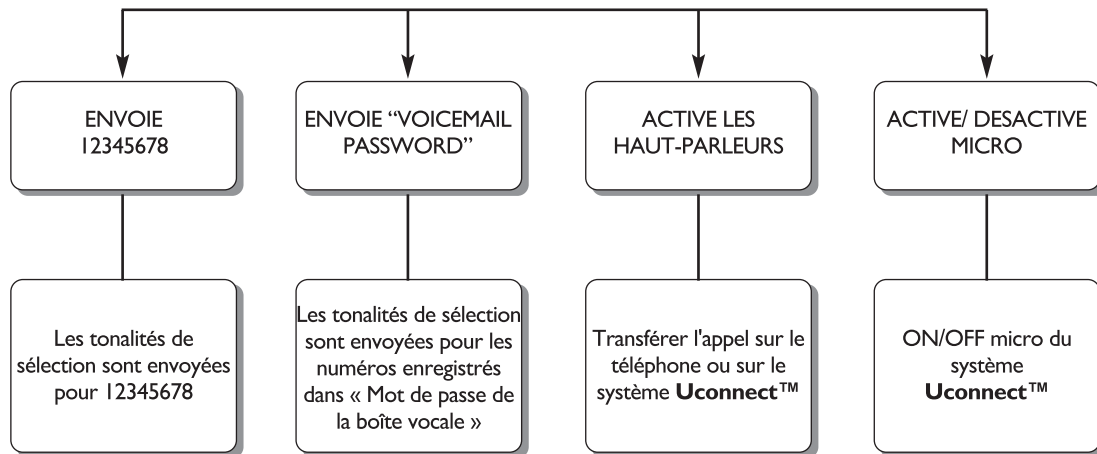 ENVOIE
12345678
ENVOIE “VOICEMAIL
PASSWORD”
ACTIVE LES
HAUT-PARLEURS
ACTIVE/ DESACTIVE
MICRO
Les tonalités de
sélection sont envoyées
pour 12345678
Les tonalités de sélection
sont envoyées pour les
numéros enregistrés
dans « Mot de passe de
la boîte vocale »
Transférer l'appel sur le
téléphone ou sur le
système Uconnect™
ON/OFF micro du
système
Uconnect™